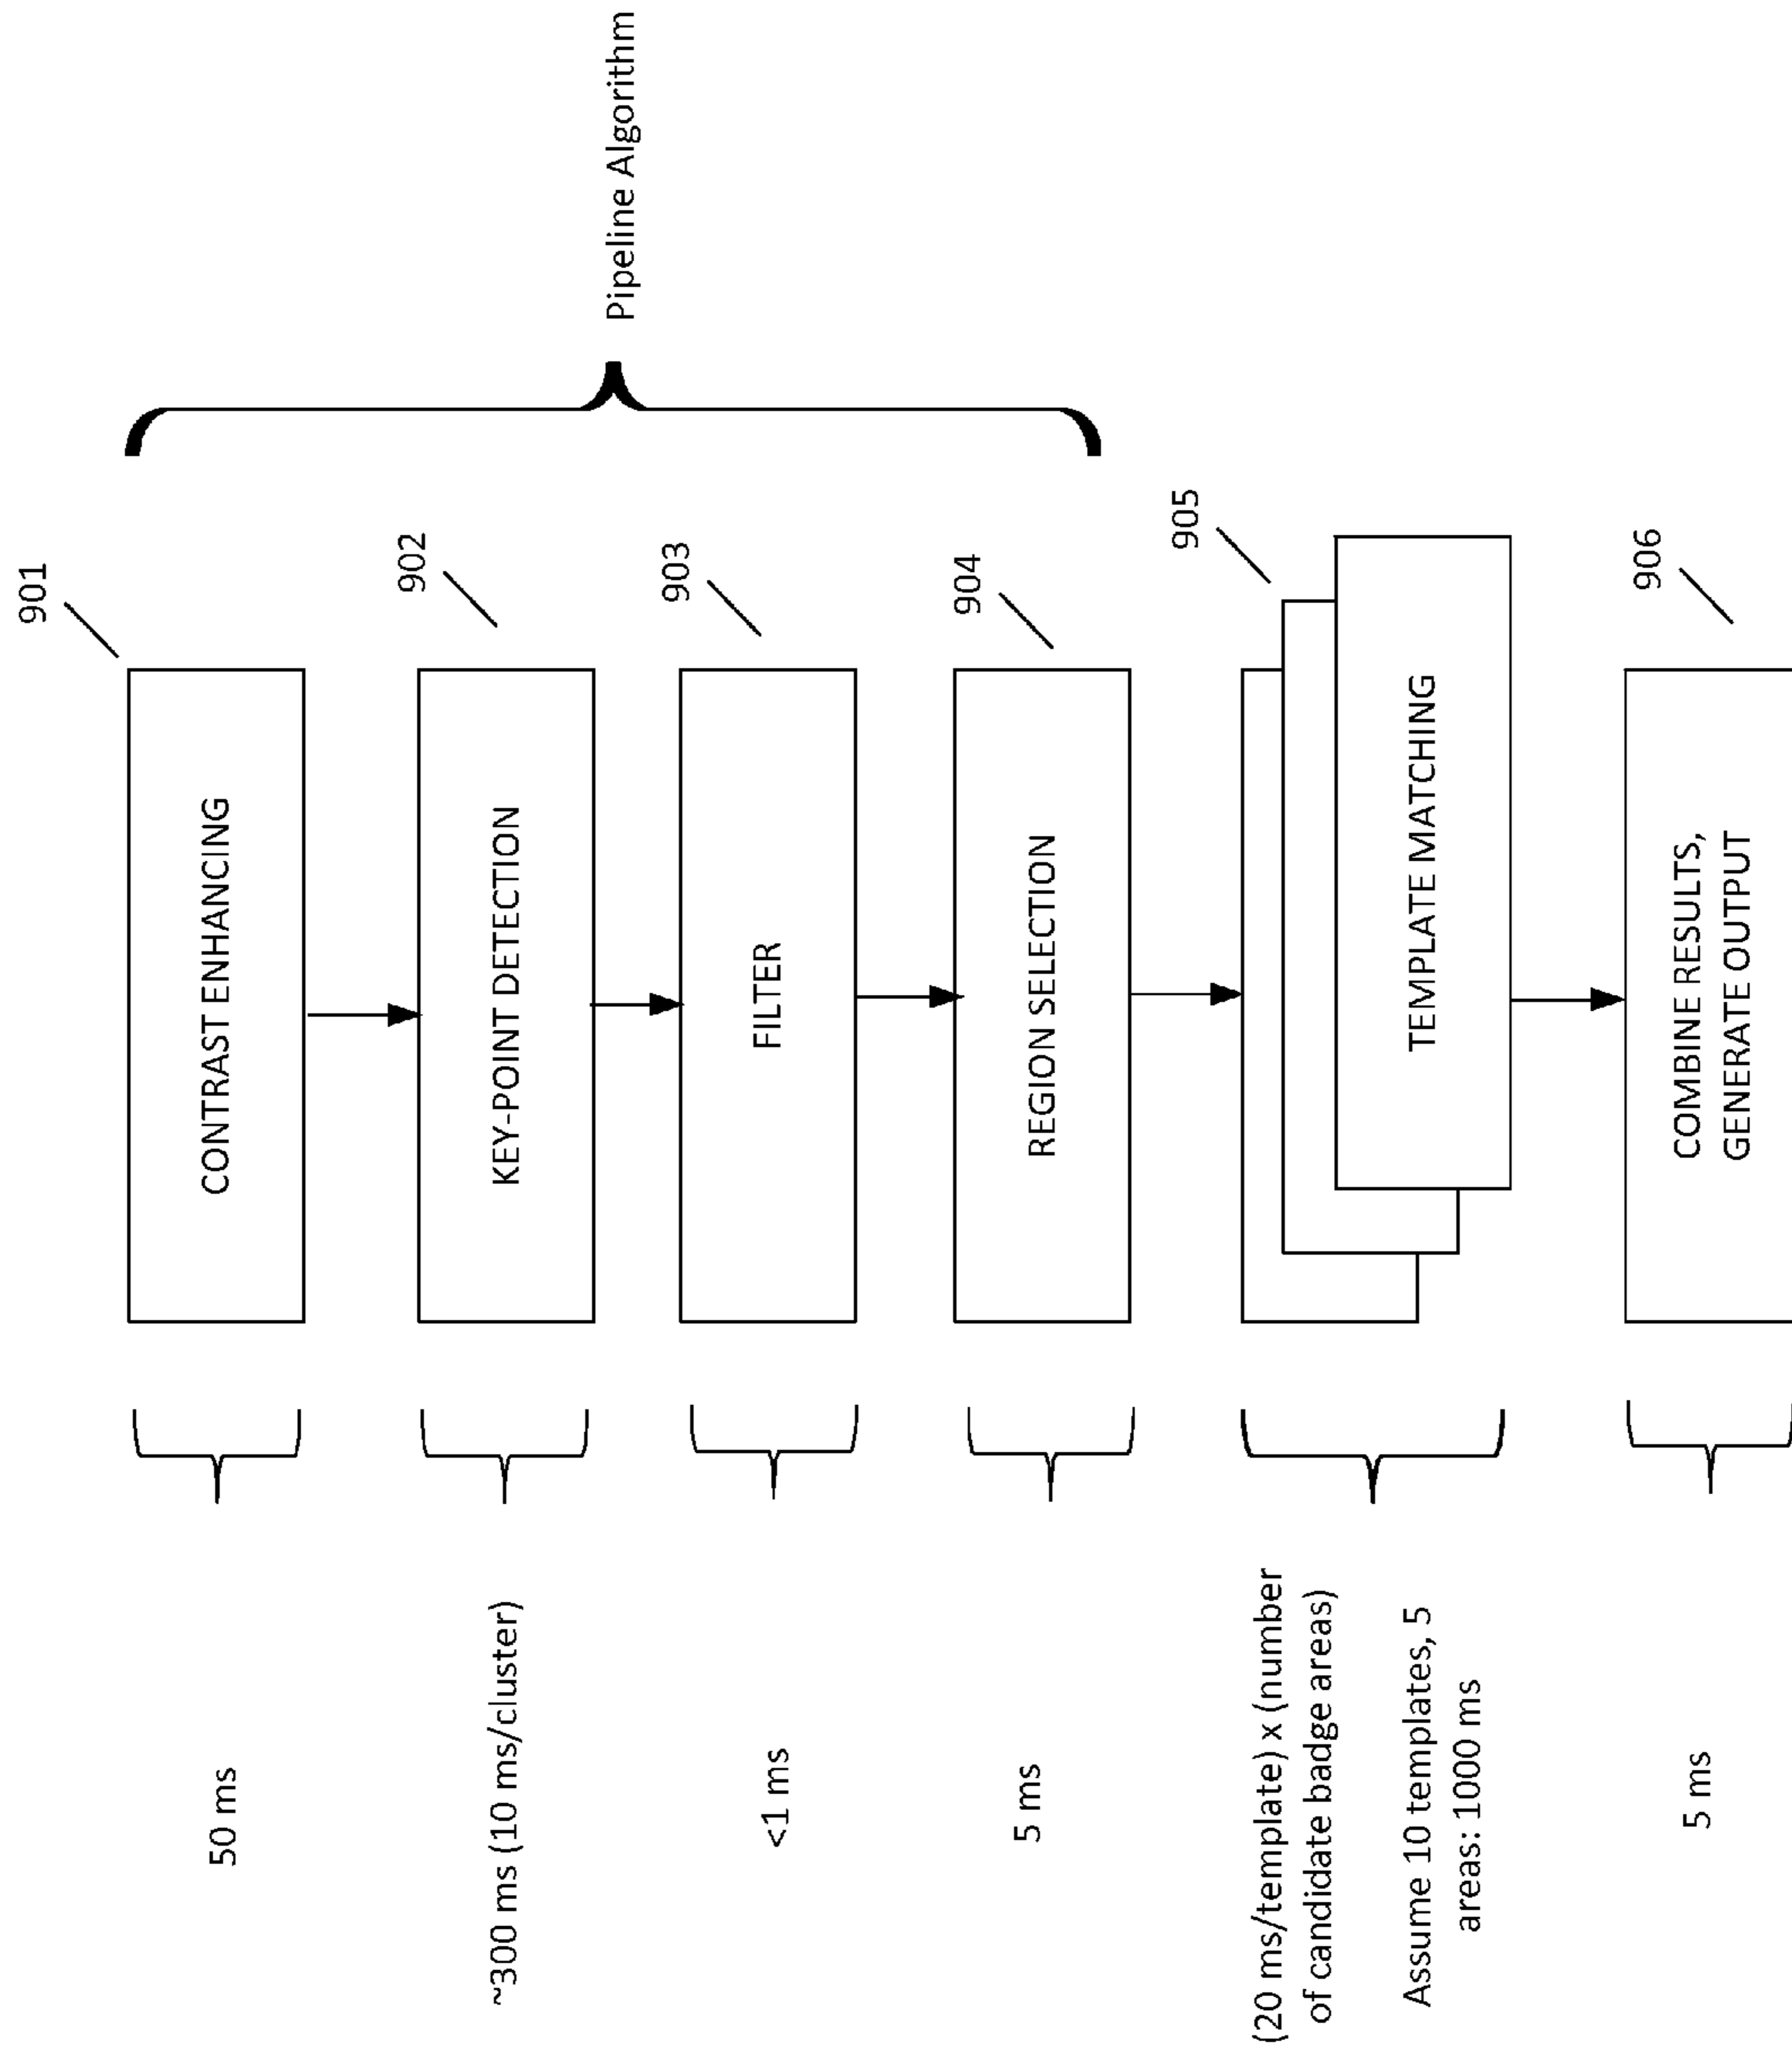 Pipeline Algorithm
901
CONTRAST ENHANCING
50 ms
902
KEY-POINT DETECTION
~300 ms (10 ms/cluster)
903
FILTER
<1 ms
904
REGION SELECTION
5 ms
905
TEMPLATE MATCHING
(20 ms/template) x (number
of candidate badge areas)
Assume 10 templates, 5
areas: 1000 ms
906
COMBINE RESULTS,
GENERATE OUTPUT
5 ms